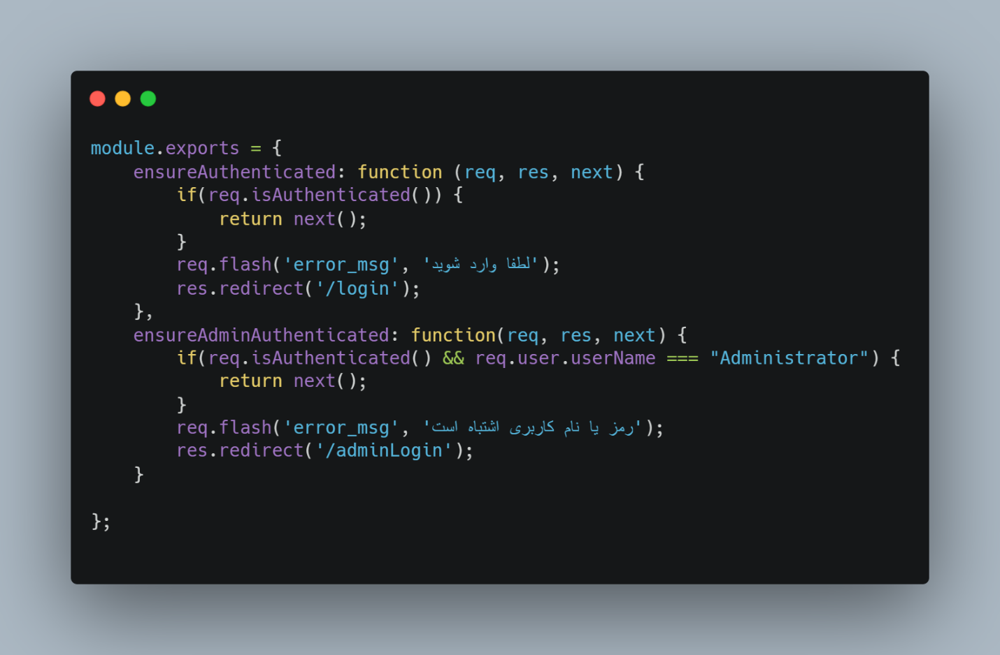 module.exports = {
    ensureAuthenticated: function (req, res, next) {
        if(req.isAuthenticated()) {
            return next();
        }
        req.flash('error_msg', 'لطفا وارد شوید');
        res.redirect('/login');
    },
    ensureAdminAuthenticated: function(req, res, next) {
        if(req.isAuthenticated() && req.user.userName === "Administrator") {
            return next();
        }
        req.flash('error_msg', 'رمز یا نام کاربری اشتباه است');
        res.redirect('/adminLogin');
    }

};